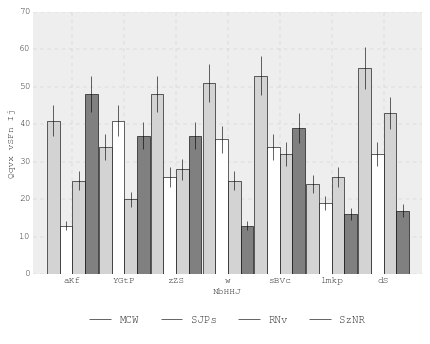 70
60
50
40
30
20
10
0
Qqvx vSFn Ij
aKf YGtP zZS w sBVc lmkp dS
NbHHJ
MCW SJPs RNv SzNR